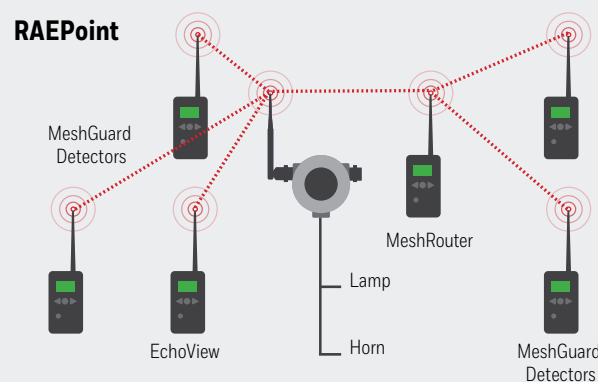 RAEPoint
MeshGuard
Detectors
MeshRouter
Lamp
EchoView
Horn
MeshGuard
Detectors